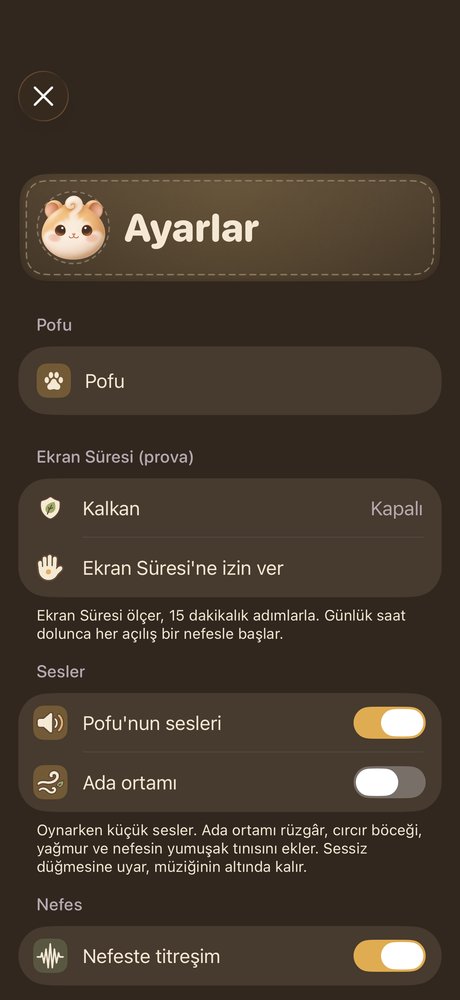 Ayarlar
Pofu
Pofu
Ekran Süresi (prova)
Kalkan Kapalı
Ekran Süresi'ne izin ver
Ekran Süresi ölçer, 15 dakikalık adımlarla. Günlük saat
dolunca her açılış bir nefesle başlar.
Sesler
Pofu'nun sesleri
Ada ortamı
Oynarken küçük sesler. Ada ortamı rüzgâr, cırcır böceği,
yağmur ve nefesin yumuşak tınısını ekler. Sessiz
düğmesine uyar, müziğinin altında kalır.
Nefes
Nefeste titreşim